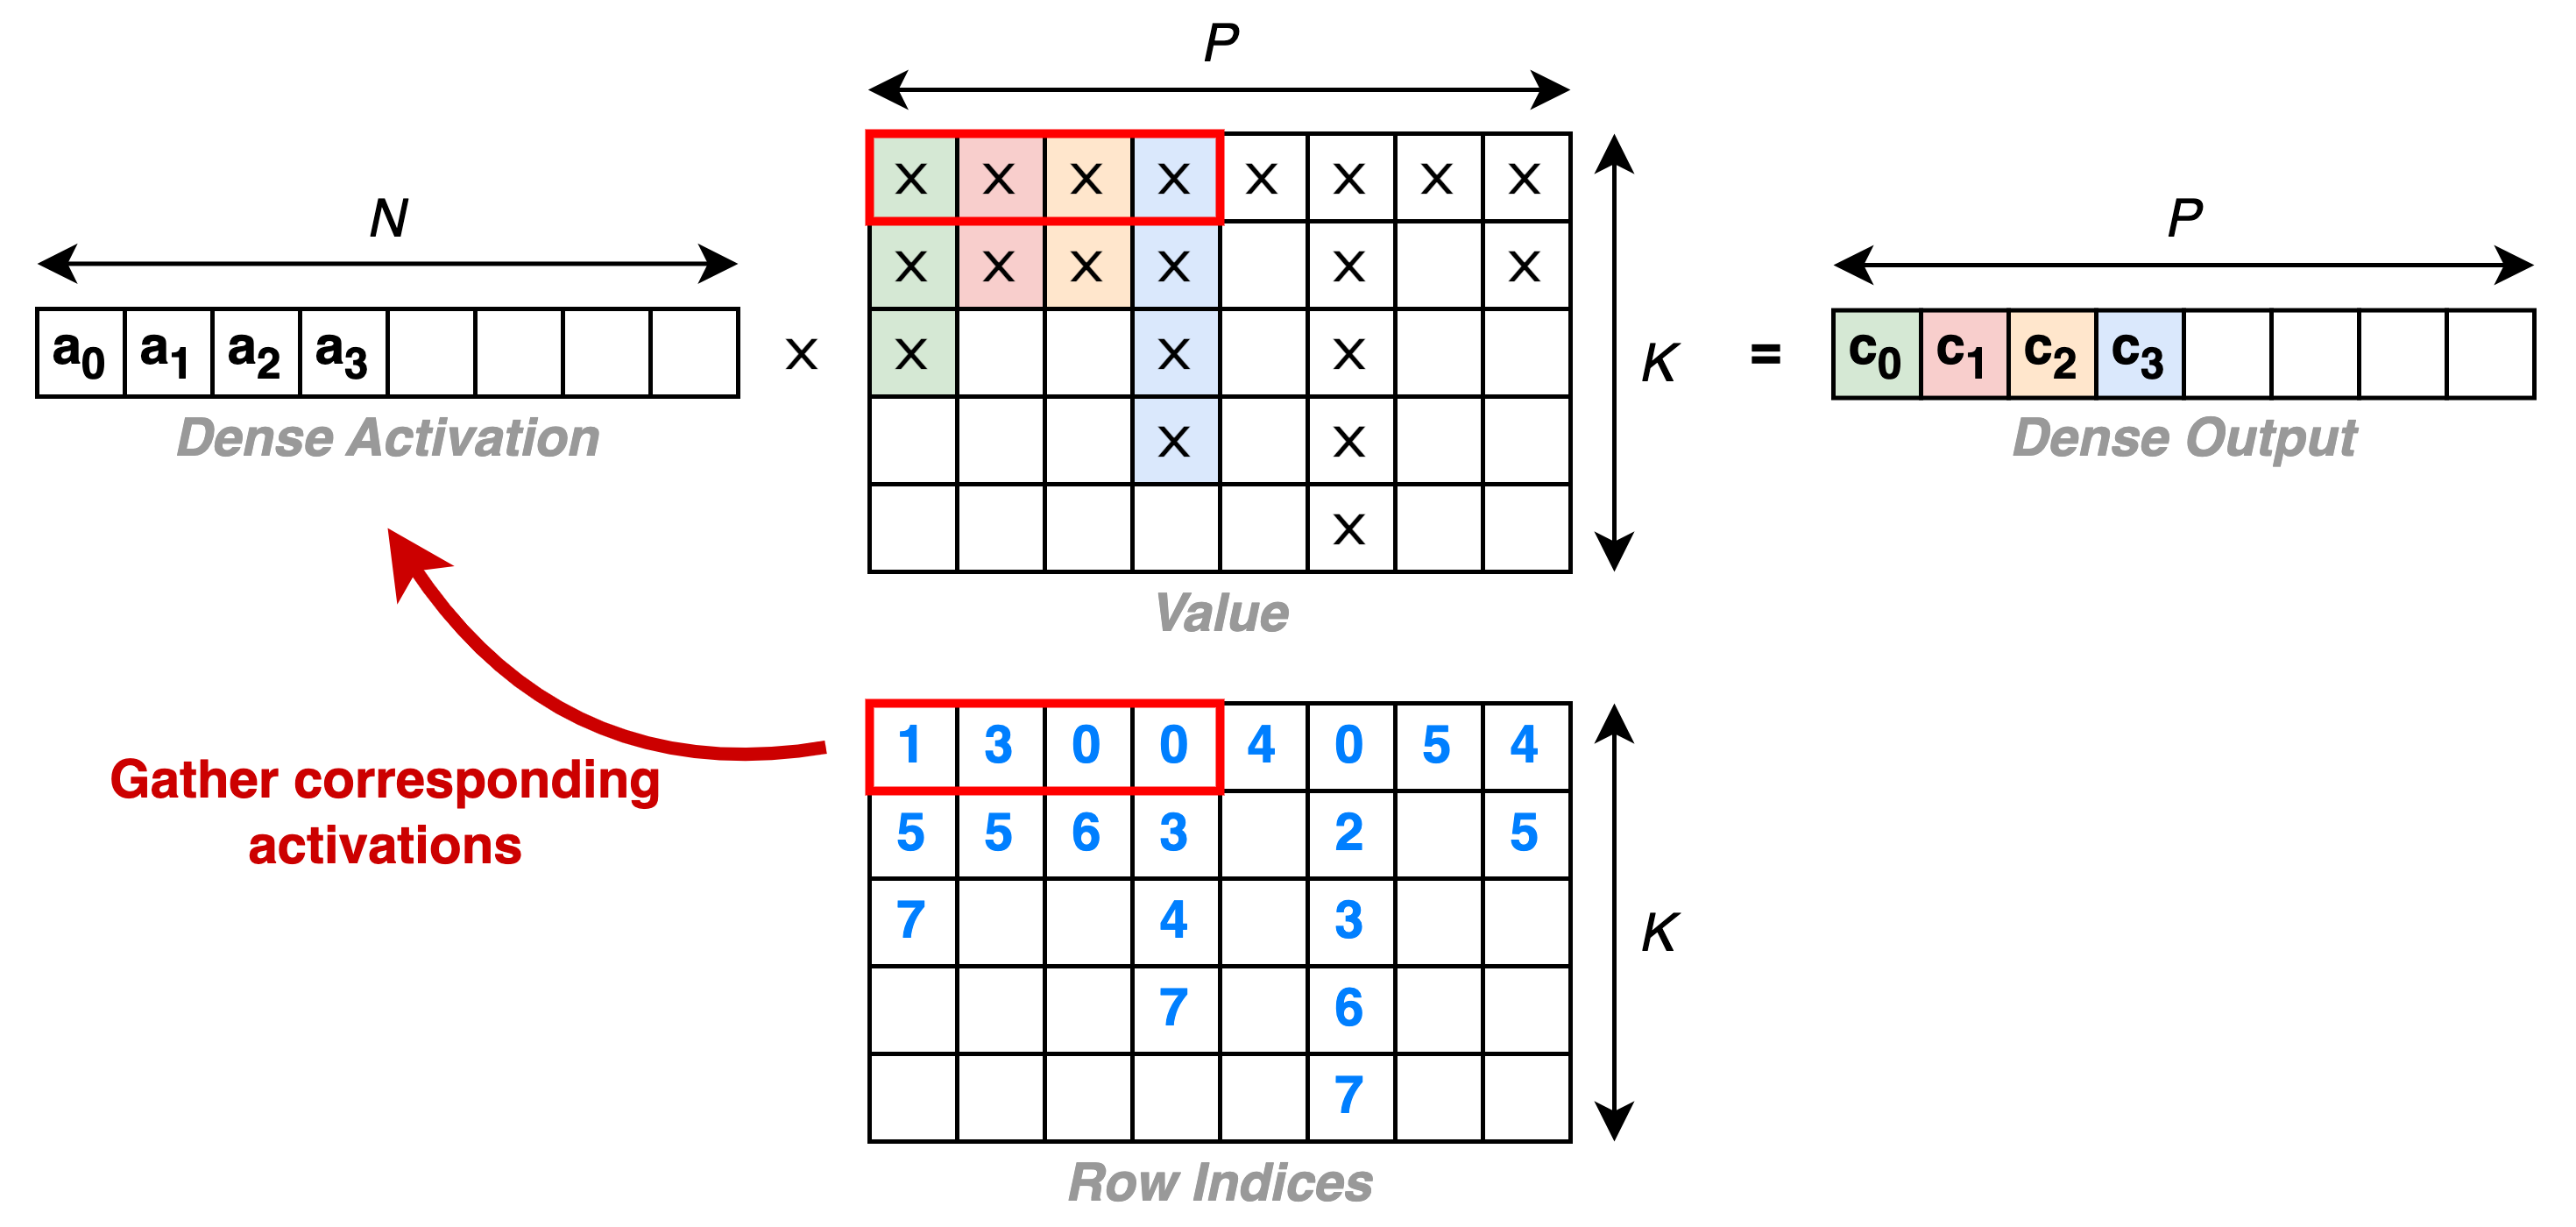 P
N
x x x x x x x x
x x x x x x
a0 a1 a2 a3 x x x x K = c0 c1 c2 c3
P
Dense Activation
x x
Dense Output
x
Value
1 3 0 0 4 0 5 4
Gather corresponding
activations
5 5 6 3 2 5
7 4 3
K
7 6
7
Row Indices